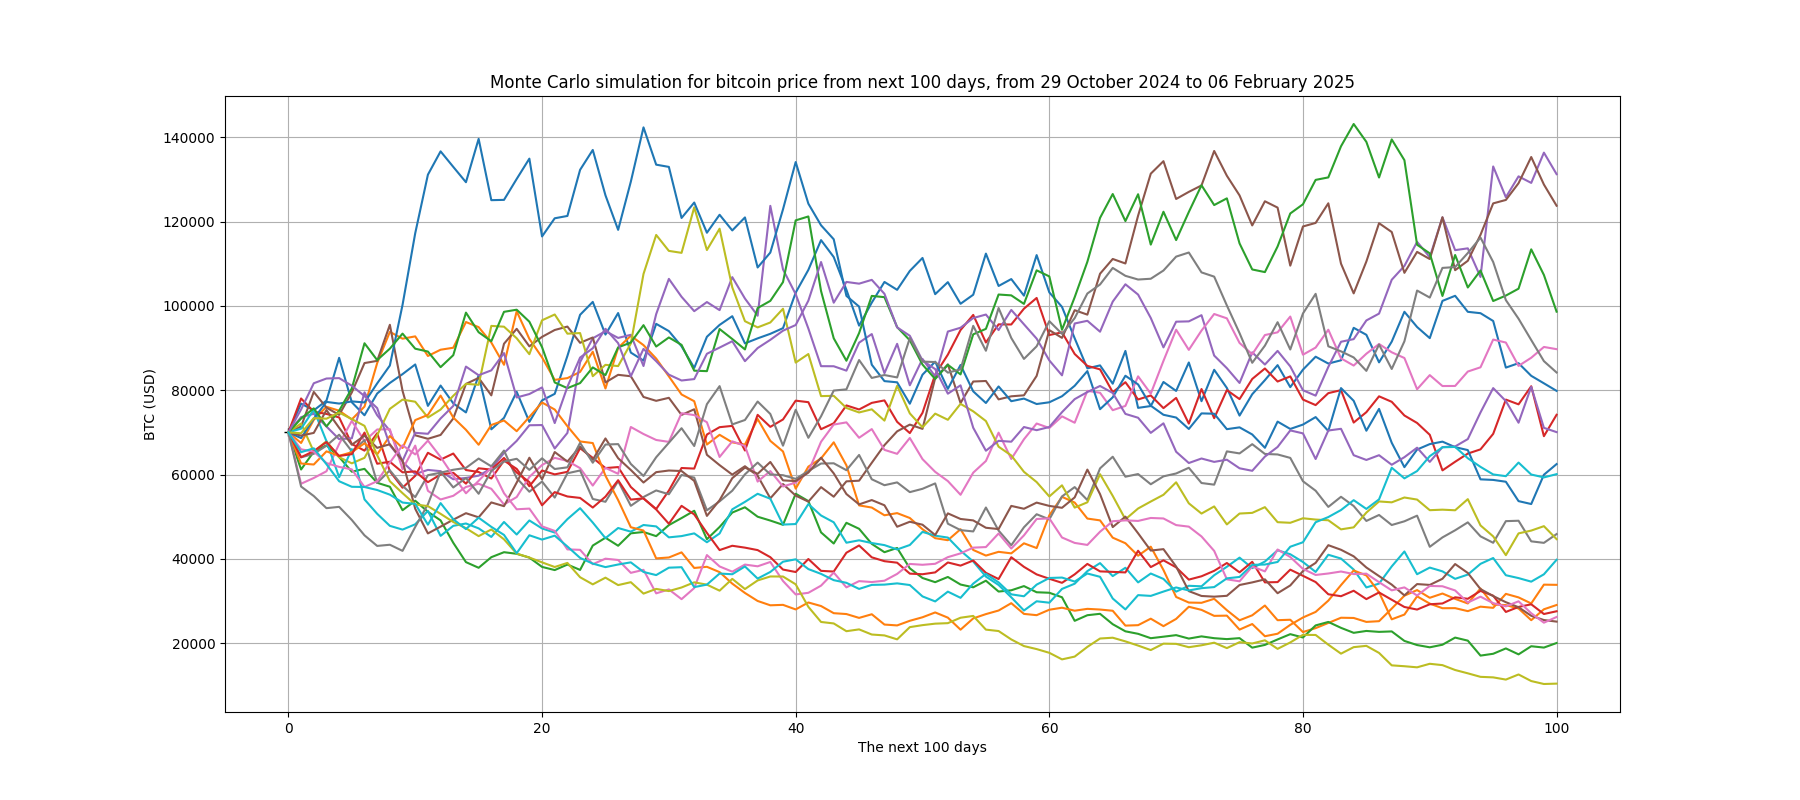 Monte Carlo simulation for bitcoin price from next 100 days, from 29 October 2024 to 06 February 2025
140000
120000
100000
80000
60000
40000
20000
BTC (USD)
0 20 40 60 80 100
The next 100 days